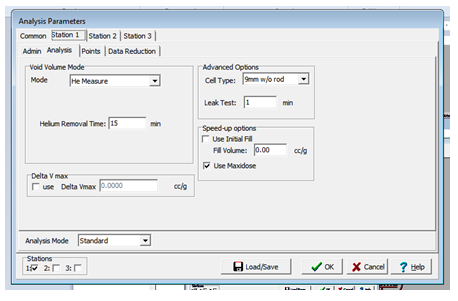 Analysis Parameters
Common Station 1 Station 2 Station 3
Admin Analysis Points Data Reduction
Void Volume Mode
Mode He Measure
Helium Removal Time: 15 min
Delta V max
use Delta Vmax 0.0000 cc/g
Advanced Options
Cell Type: 9mm w/o rod
Leak Test: 1 min
Speed-up options
Use Initial Fill
Fill Volume: 0.00 cc/g
Use Maxidose
Analysis Mode Standard
Stations
1: 2: 3:
Load/Save OK Cancel ? Help